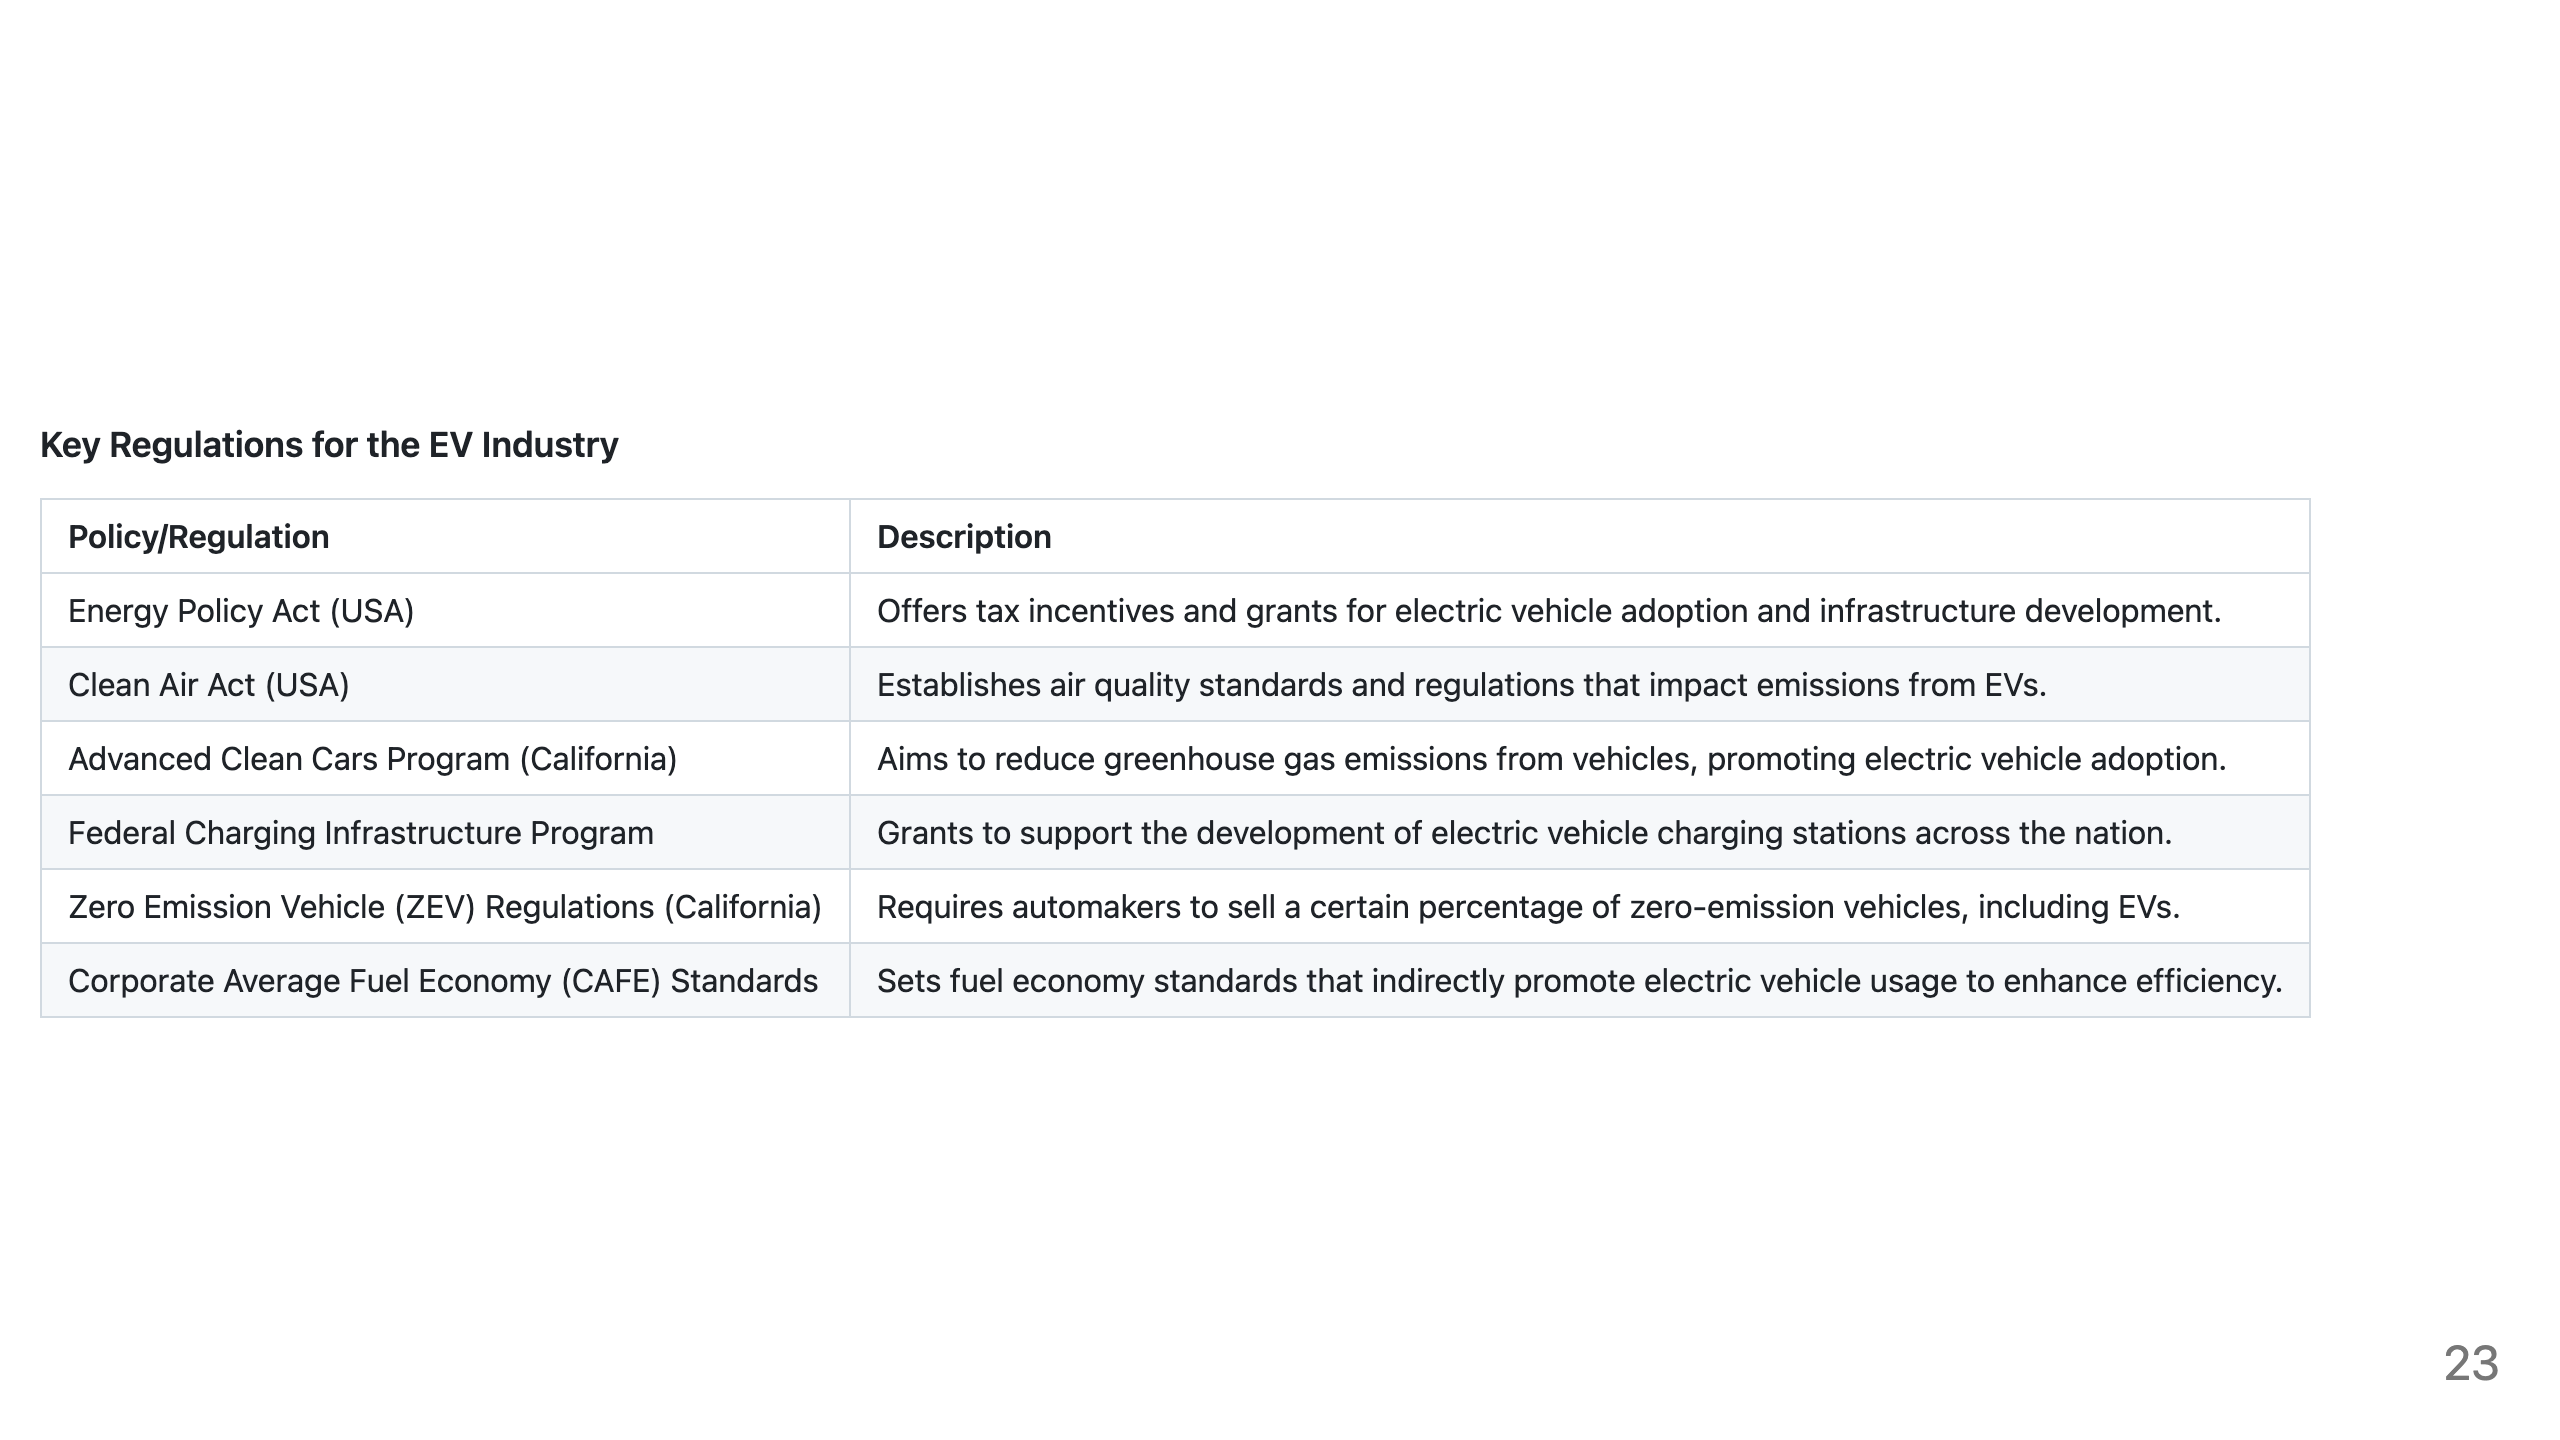 Key Regulations for the EV Industry
Policy/Regulation Description
Energy Policy Act (USA) Offers tax incentives and grants for electric vehicle adoption and infrastructure development.
Clean Air Act (USA) Establishes air quality standards and regulations that impact emissions from EVs.
Advanced Clean Cars Program (California) Aims to reduce greenhouse gas emissions from vehicles, promoting electric vehicle adoption.
Federal Charging Infrastructure Program Grants to support the development of electric vehicle charging stations across the nation.
Zero Emission Vehicle (ZEV) Regulations (California) Requires automakers to sell a certain percentage of zero-emission vehicles, including EVs.
Corporate Average Fuel Economy (CAFE) Standards Sets fuel economy standards that indirectly promote electric vehicle usage to enhance efficiency.
23